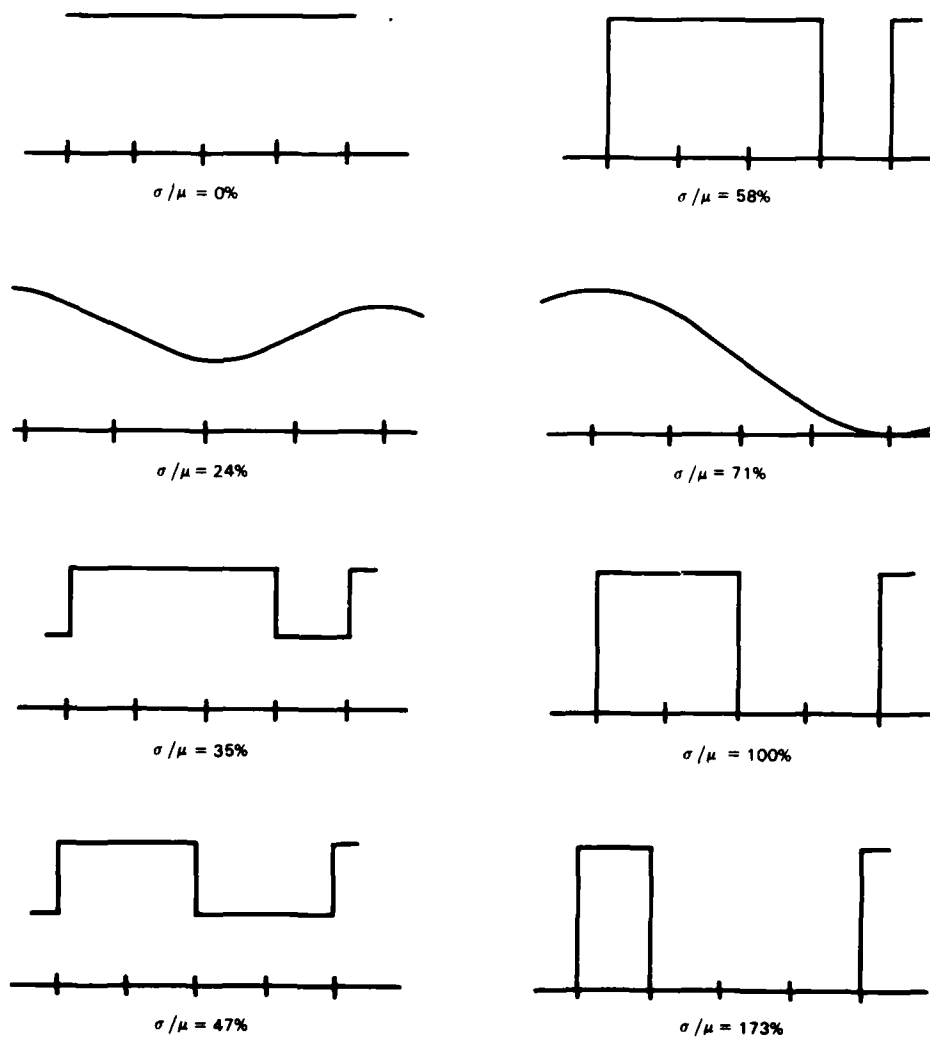 σ/μ = 0%
σ/μ = 58%
σ/μ = 24%
σ/μ = 71%
σ/μ = 35%
σ/μ = 100%
σ/μ = 47%
σ/μ = 173%